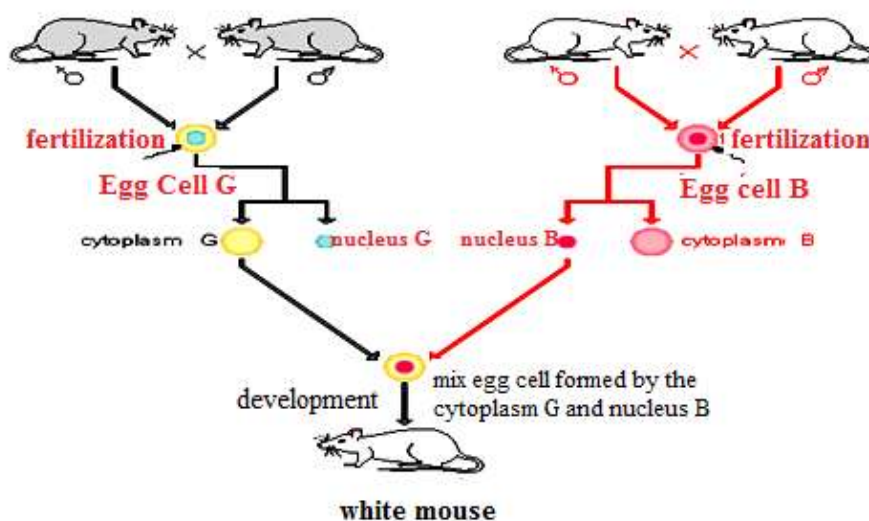 fertilization
fertilization
Egg Cell G
Egg cell B
cytoplasm G
nucleus G
nucleus B
cytoplasm B
development
mix egg cell formed by the
cytoplasm G and nucleus B
white mouse